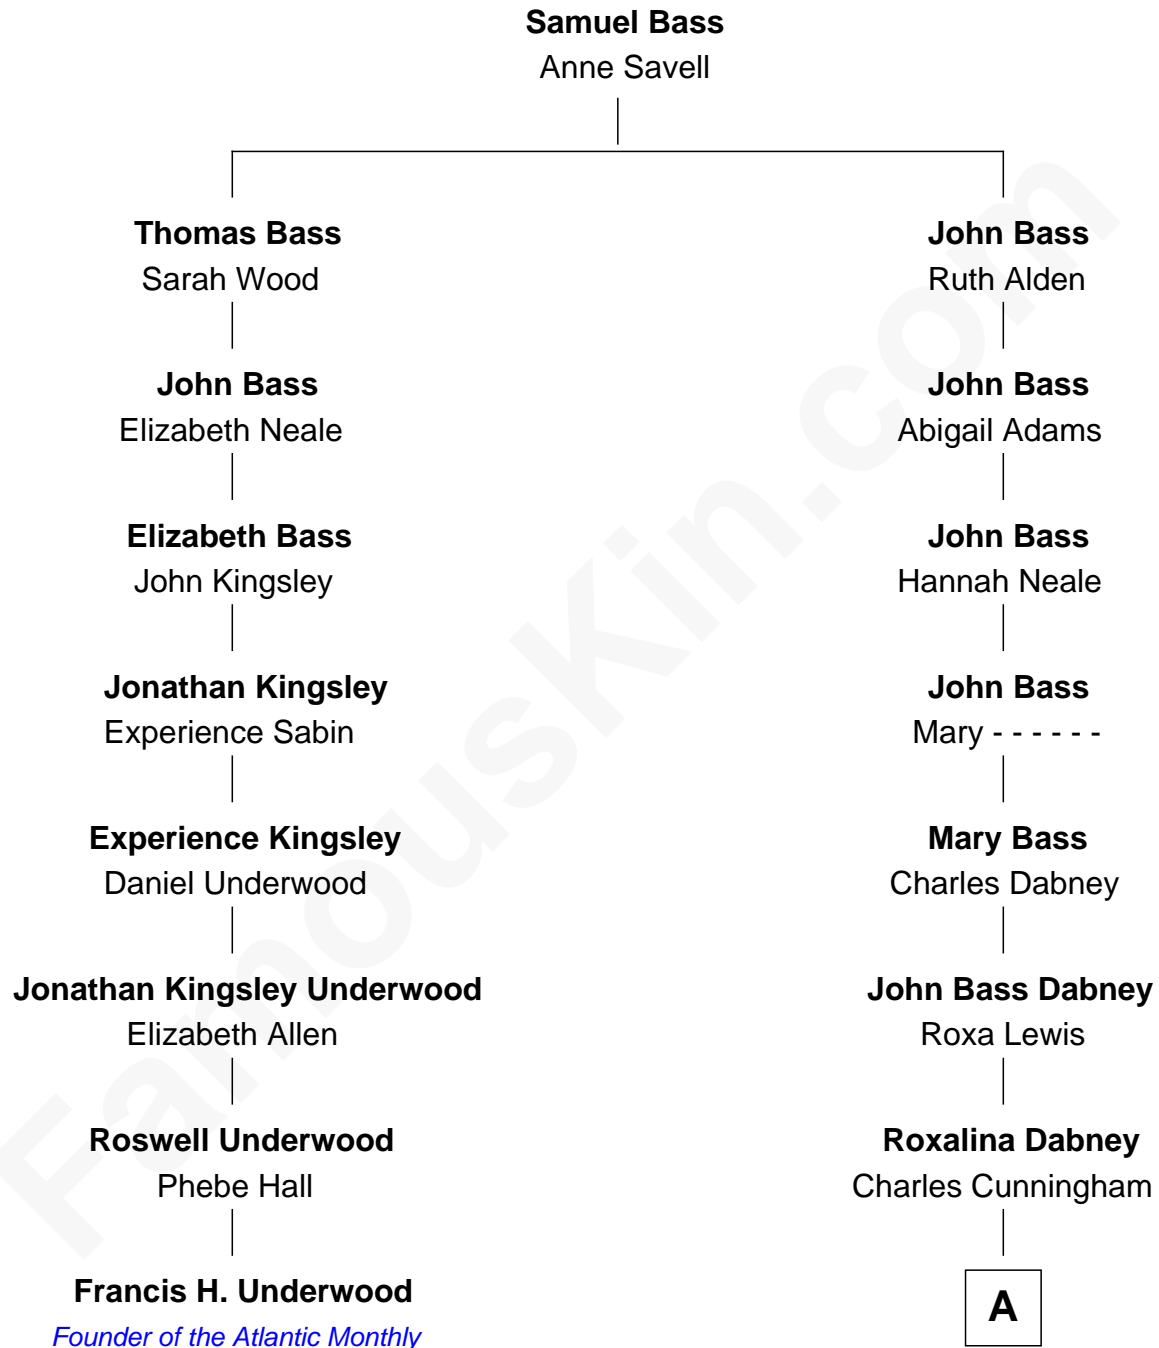 Samuel Bass
Anne Savell
Thomas Bass
Sarah Wood
John Bass
Ruth Alden
John Bass
Elizabeth Neale
John Bass
Abigail Adams
Elizabeth Bass
John Kingsley
John Bass
Hannah Neale
Jonathan Kingsley
Experience Sabin
John Bass
Mary - - - - - -
Experience Kingsley
Daniel Underwood
Mary Bass
Charles Dabney
Jonathan Kingsley Underwood
Elizabeth Allen
John Bass Dabney
Roxa Lewis
Roswell Underwood
Phebe Hall
Roxalina Dabney
Charles Cunningham
Francis H. Underwood
Founder of the Atlantic Monthly
A
FamousKin.com